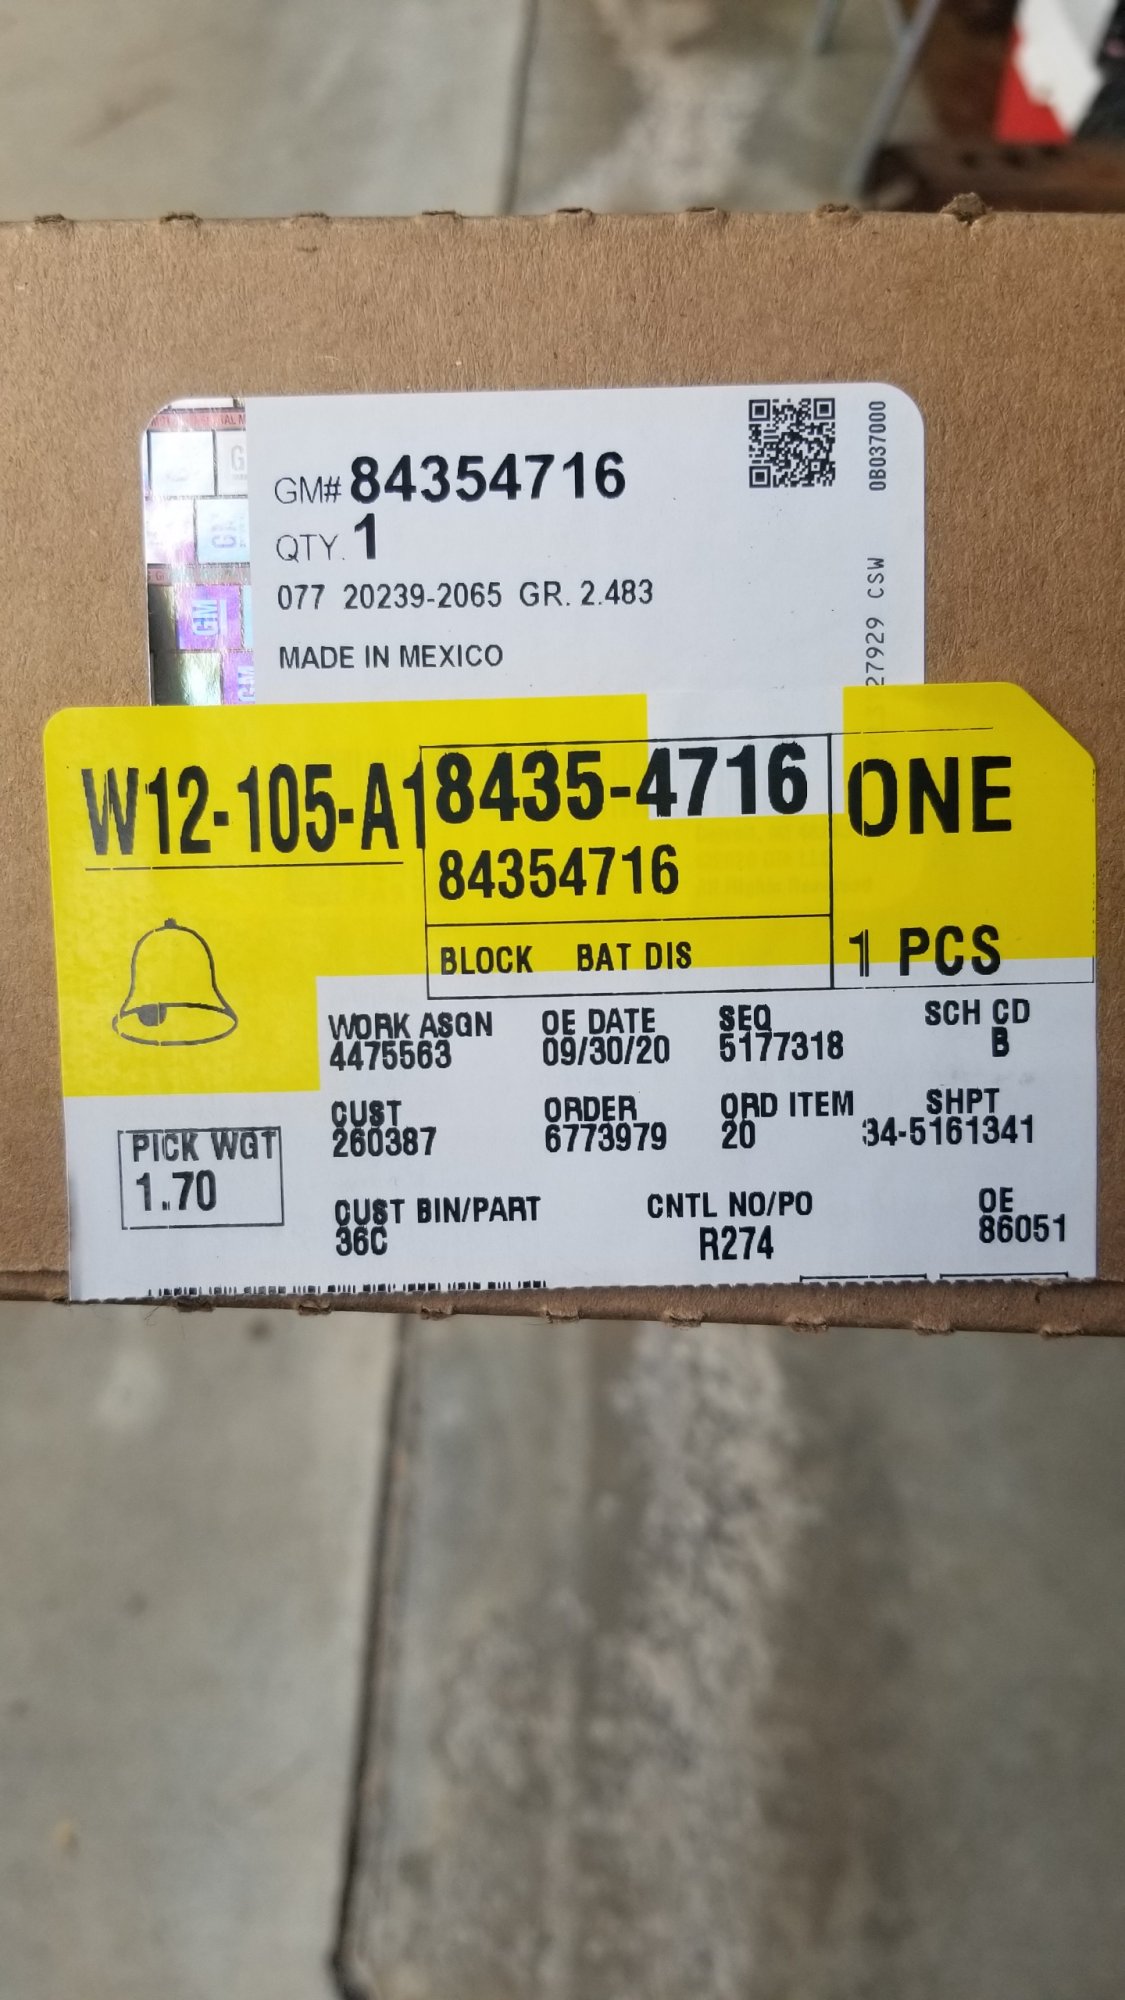 GM# 84354716
QTY. 1
077 20239-2065 GR. 2.483
MADE IN MEXICO
0B037000
27929 CSW
GM
GM
W12-105-A1
8435-4716
84354716
BLOCK BAT DIS
ONE
1 PCS
WORK ASGN
4475563
OE DATE
09/30/20
SEQ
5177318
SCH CD
B
PICK WGT
1.70
CUST
260387
ORDER
6773979
ORD ITEM
20
SHPT
34-5161341
CUST BIN/PART
36C
CNTL NO/PO
R274
OE
86051